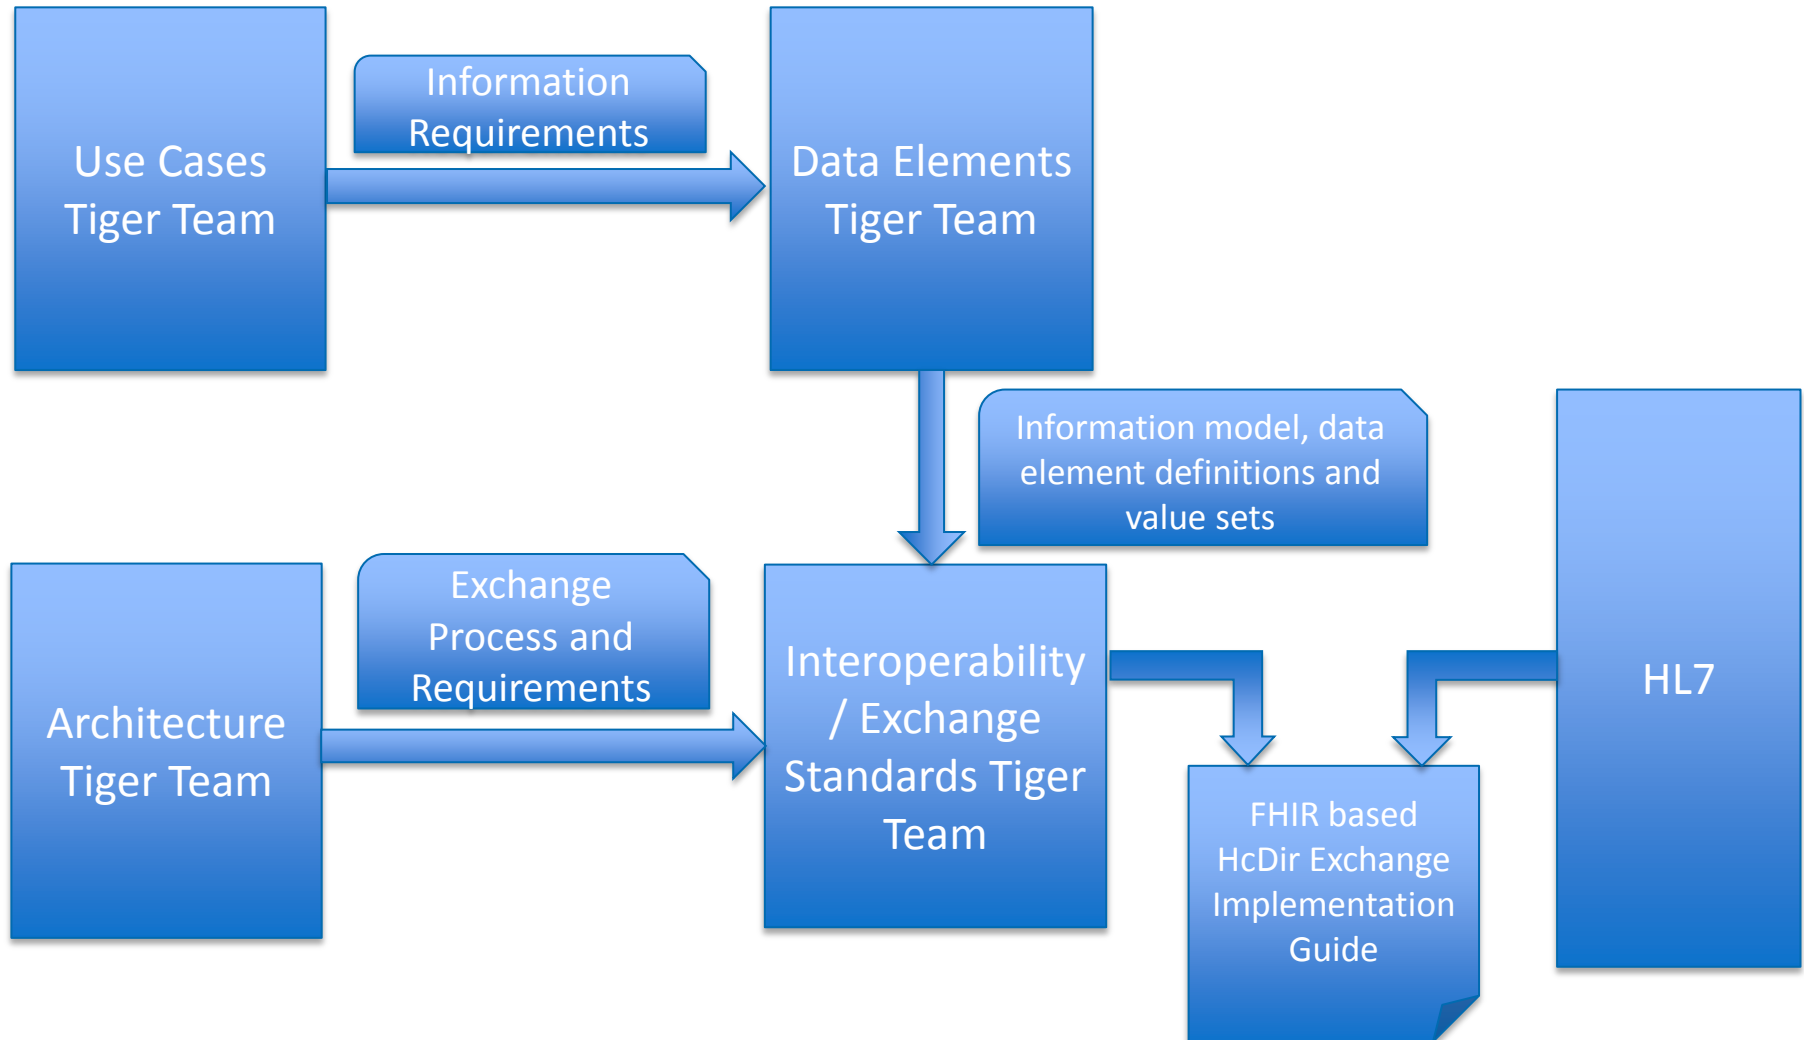 Use Cases
Tiger Team
Information
Requirements
Data Elements
Tiger Team
Information model, data
element definitions and
value sets
Architecture
Tiger Team
Exchange
Process and
Requirements
Interoperability
/ Exchange
Standards Tiger
Team
HL7
FHIR based
HcDir Exchange
Implementation
Guide